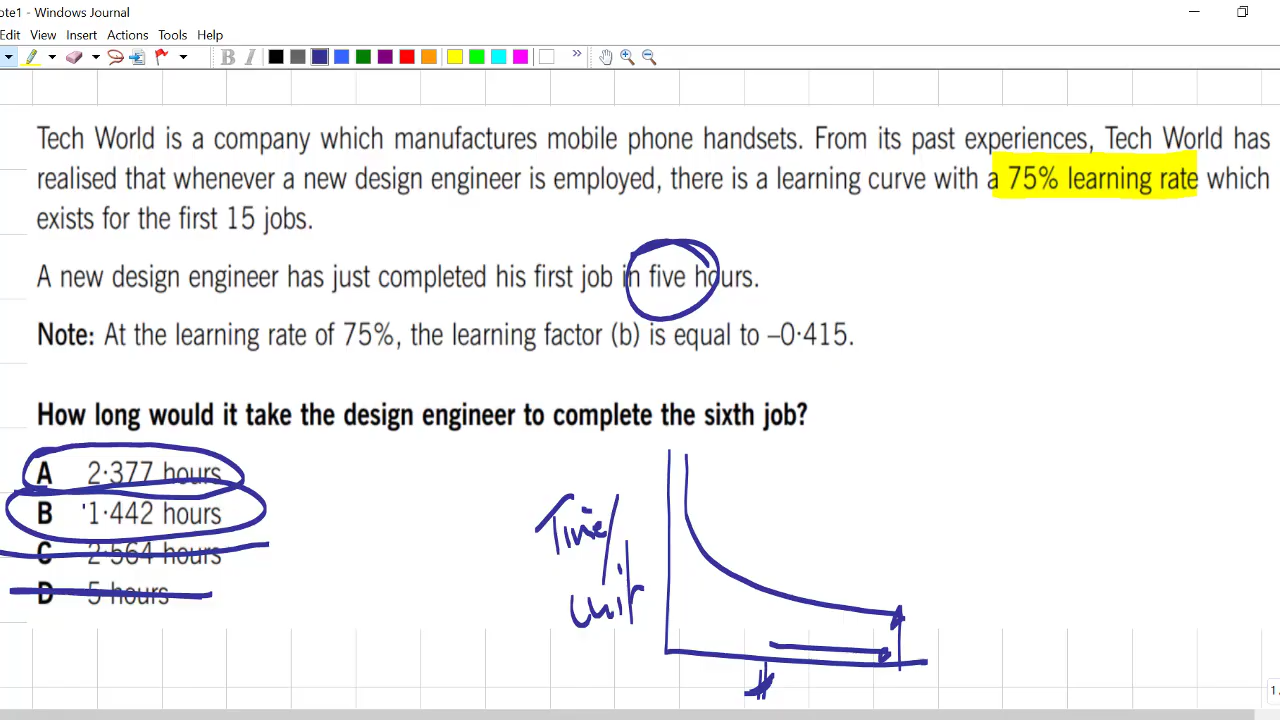 ote1 - Windows Journal
Edit View Insert Actions Tools Help
B I
Tech World is a company which manufactures mobile phone handsets. From its past experiences, Tech World has
realised that whenever a new design engineer is employed, there is a learning curve with a 75% learning rate which
exists for the first 15 jobs.
A new design engineer has just completed his first job in five hours.
Note: At the learning rate of 75%, the learning factor (b) is equal to –0·415.
How long would it take the design engineer to complete the sixth job?
A 2·377 hours
B 1·442 hours
C 2·564 hours
D 5 hours
Time/
unit